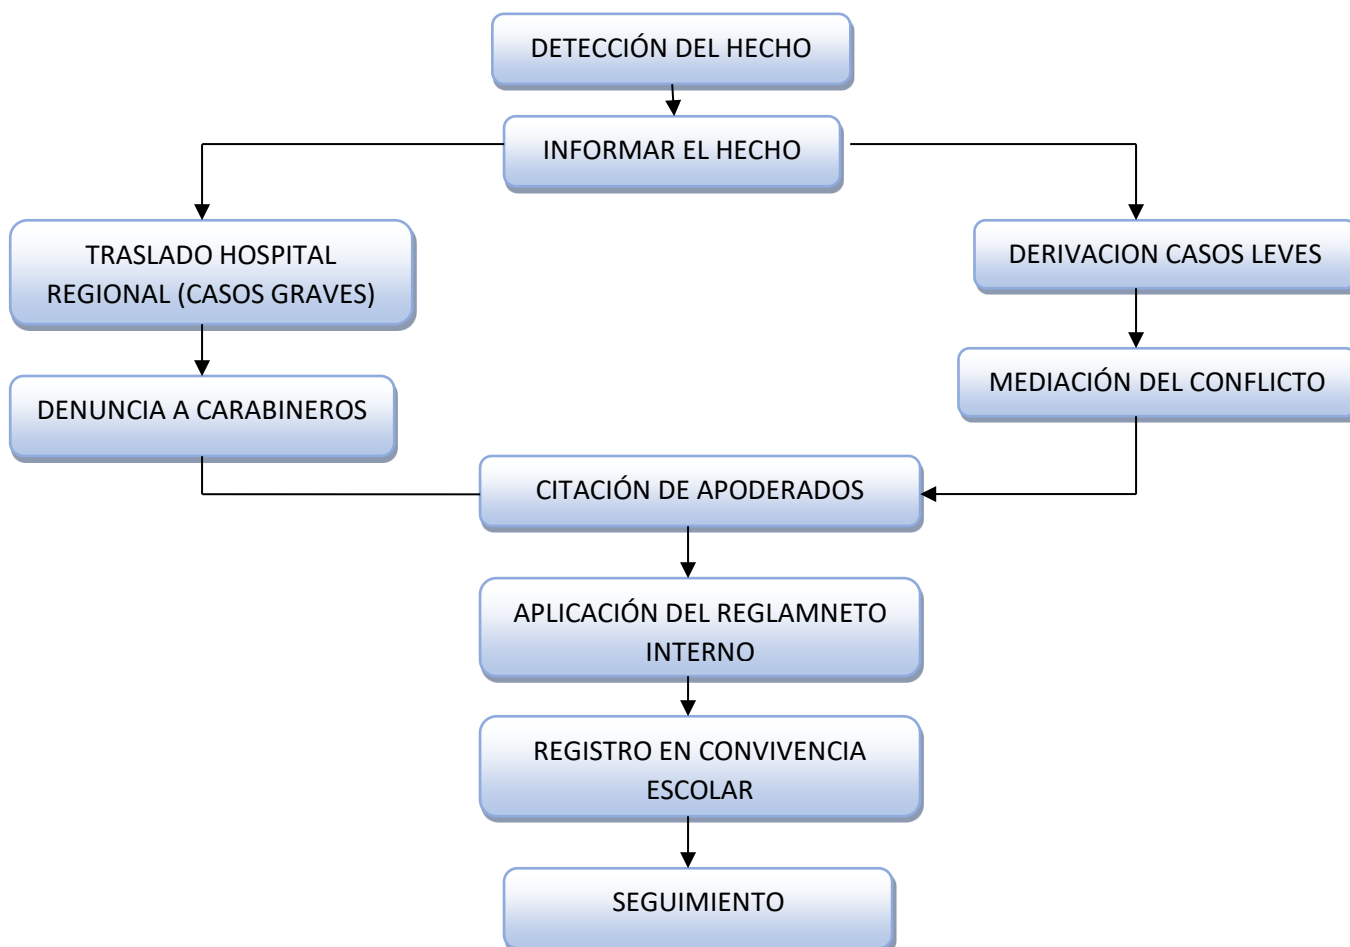 DETECCIÓN DEL HECHO
INFORMAR EL HECHO
TRASLADO HOSPITAL
REGIONAL (CASOS GRAVES)
DERIVACION CASOS LEVES
DENUNCIA A CARABINEROS
MEDIACIÓN DEL CONFLICTO
CITACIÓN DE APODERADOS
APLICACIÓN DEL REGLAMNETO
INTERNO
REGISTRO EN CONVIVENCIA
ESCOLAR
SEGUIMIENTO